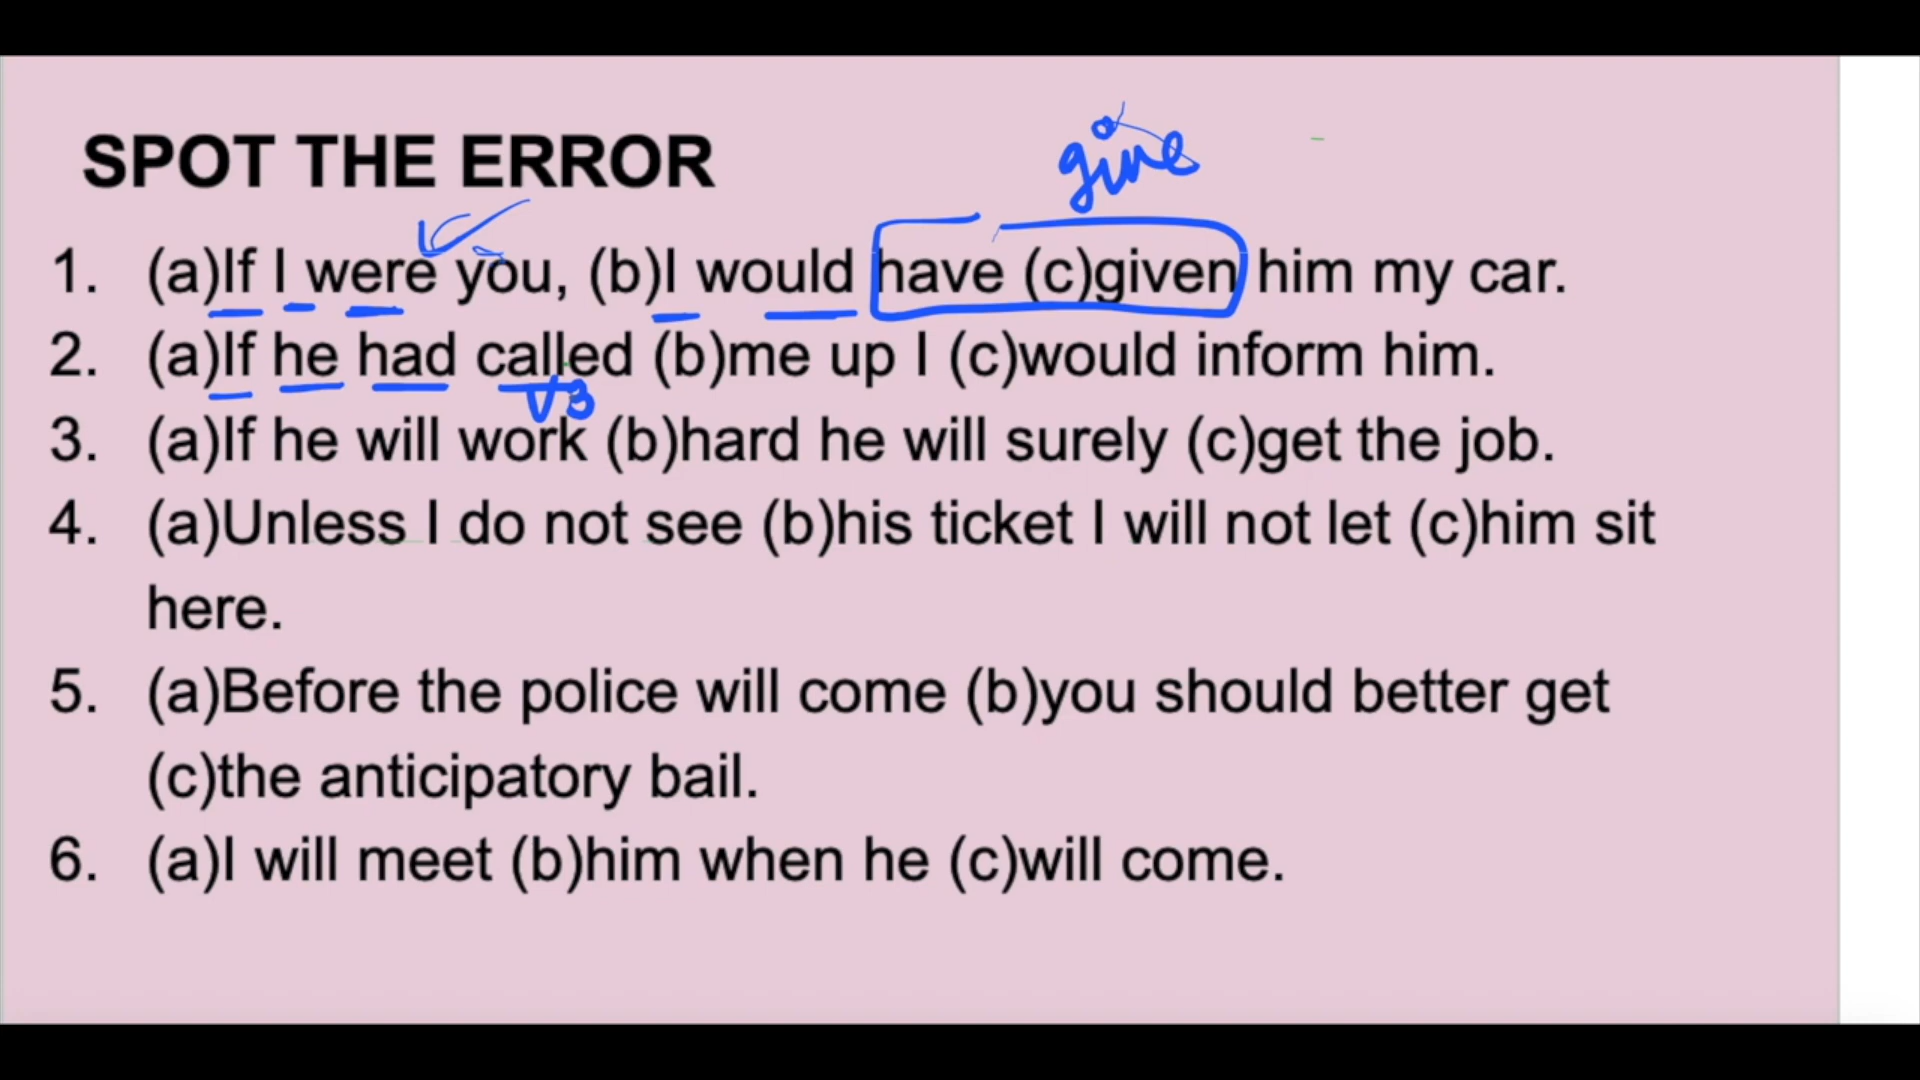 SPOT THE ERROR
give
1. (a)If I were you, (b)I would have (c)given him my car.
2. (a)If he had called (b)me up I (c)would inform him.
V3
3. (a)If he will work (b)hard he will surely (c)get the job.
4. (a)Unless I do not see (b)his ticket I will not let (c)him sit
here.
5. (a)Before the police will come (b)you should better get
(c)the anticipatory bail.
6. (a)I will meet (b)him when he (c)will come.